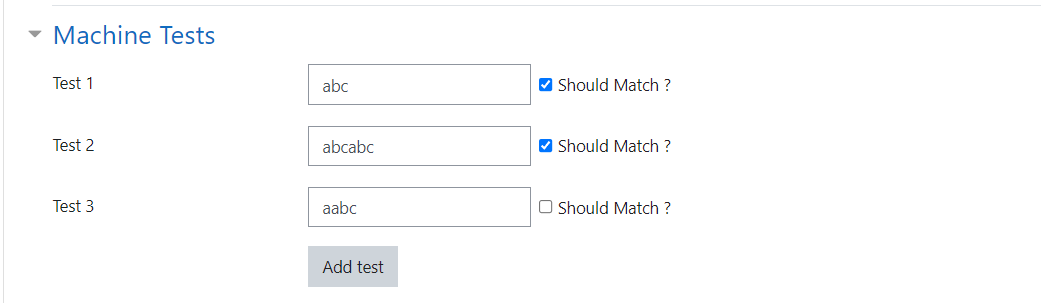 Machine Tests
Test 1 abc Should Match ?
Test 2 abcabc Should Match ?
Test 3 aabc Should Match ?
Add test